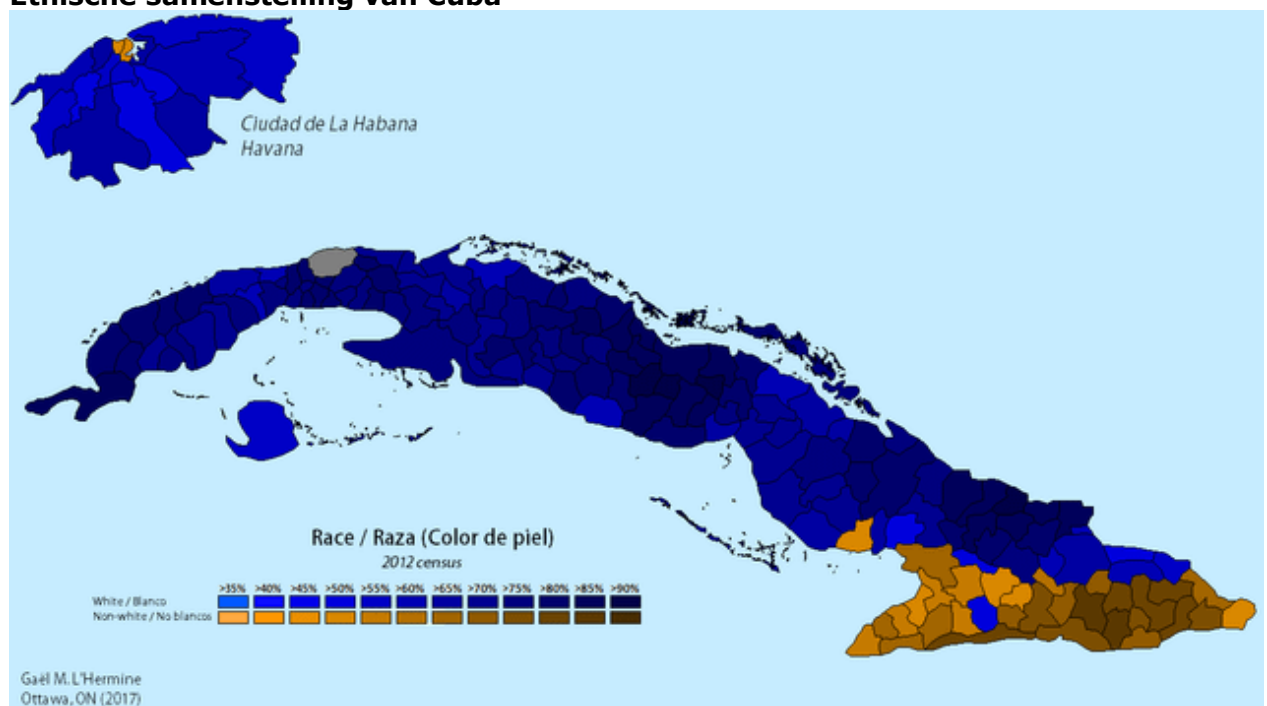 Etnische samenstelling van Cuba
Ciudad de La Habana
Havana
Race / Raza (Color de piel)
2012 census
>35% >40% >45% >50% >55% >60% >65% >70% >75% >80% >85% >90%
White / Blanco
Non-white / No blancos
Gaël M. L'Hermine
Ottawa, ON (2017)